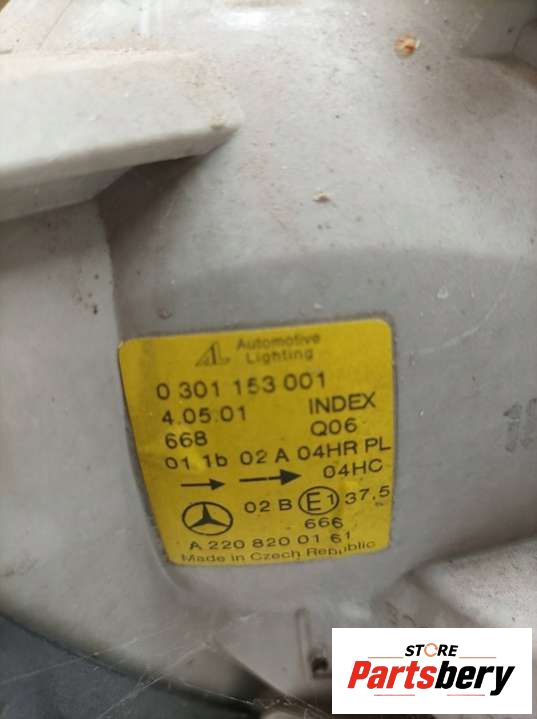 Automotive
Lighting
0 301 153 001
4.05.01 INDEX
668 Q06
01 1b 02 A 04HR PL
04HC
02 B E1 37,5
666
A 220 820 01 61
Made in Czech Republic
STORE
Partsbery